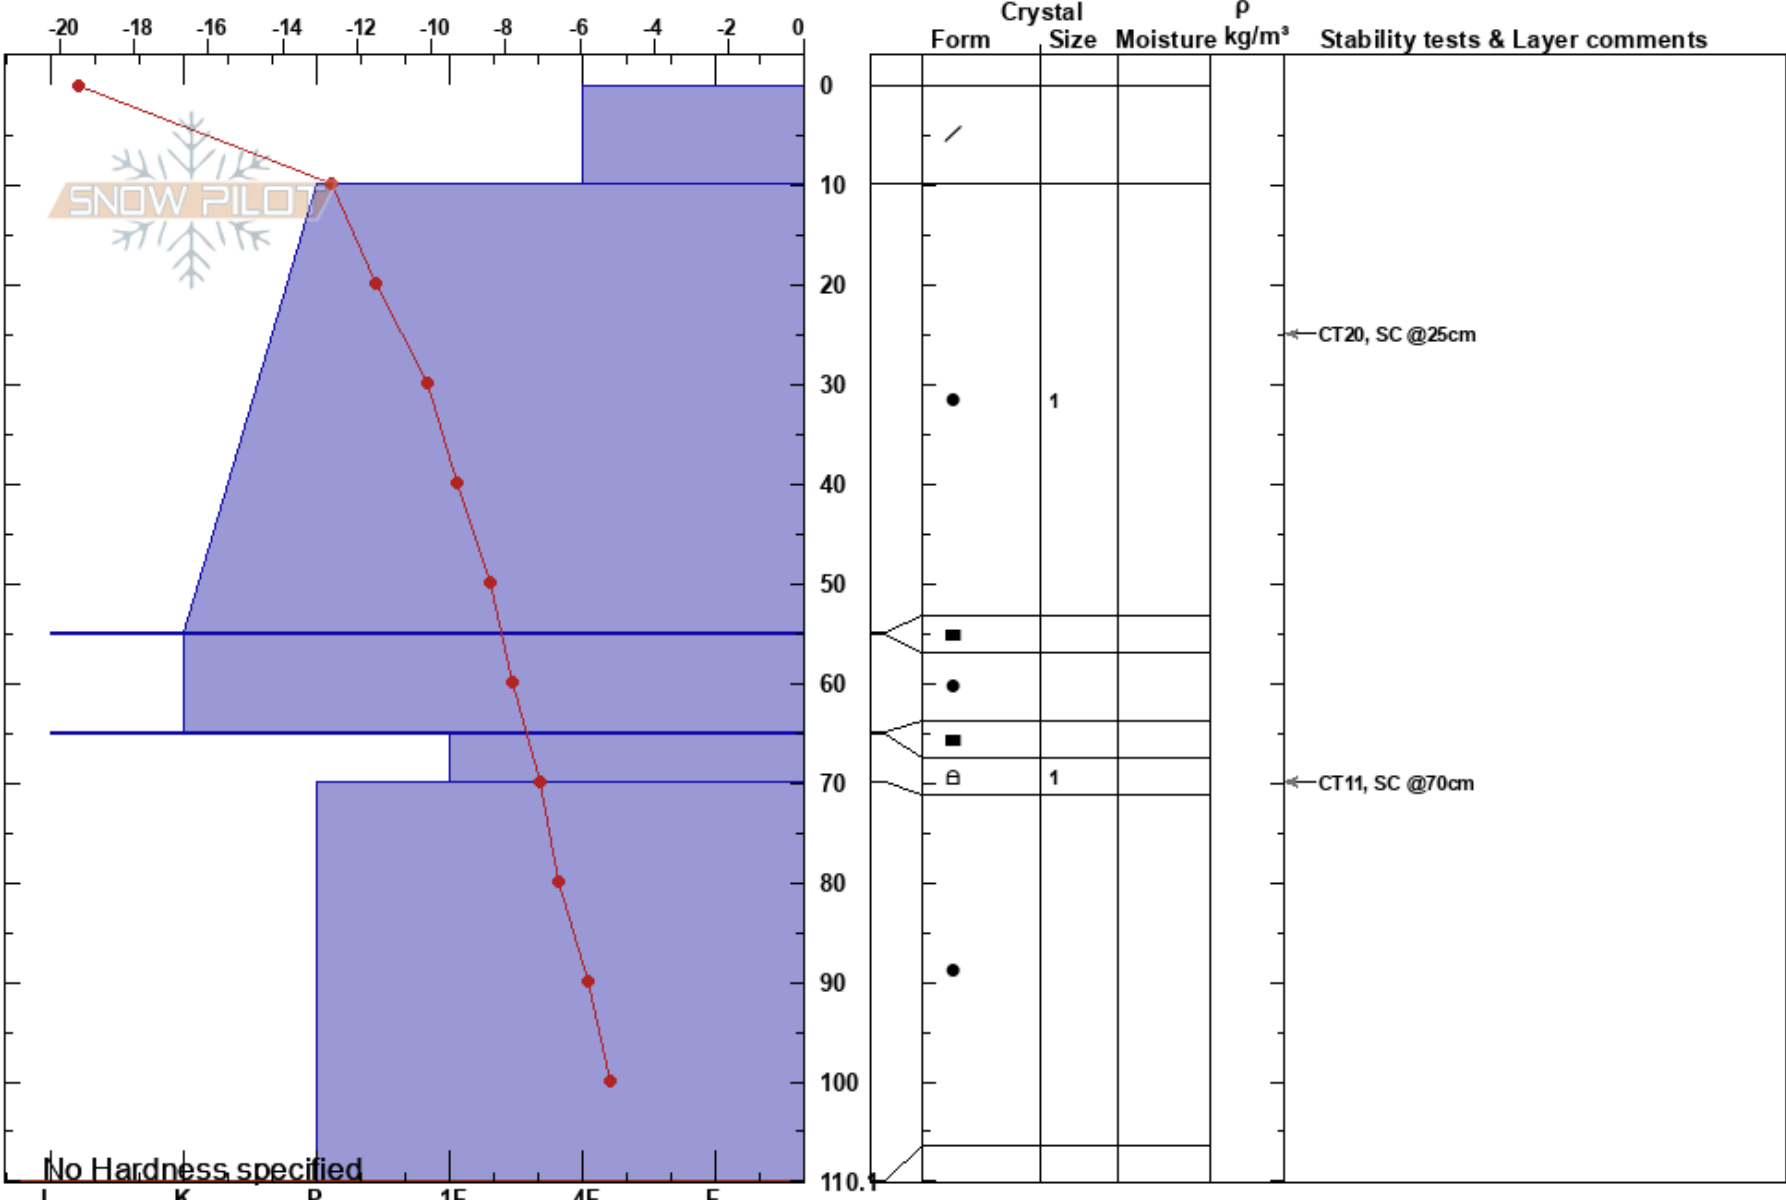 Crystal ρ
-20 -18 -16 -14 -12 -10 -8 -6 -4 -2 0
Form Size Moisture kg/m³ Stability tests & Layer comments
0
SNOW PILOT
10
20
CT20, SC @25cm
30
1
40
50
60
70
1
CT11, SC @70cm
80
90
100
No Hardness specified
110.1
I K P 1F 4F F